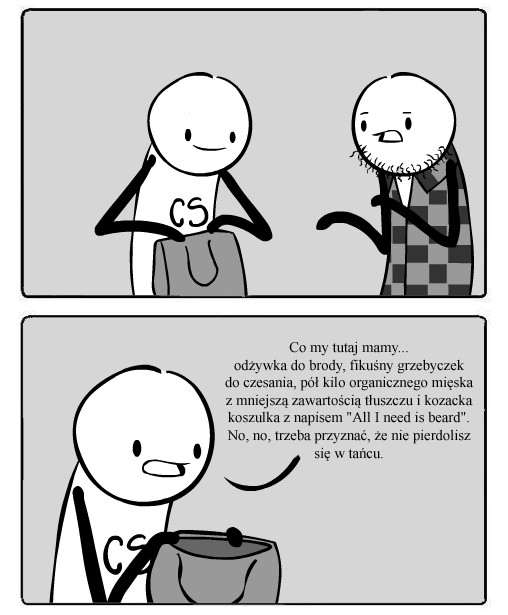 CS
Co my tutaj mamy...
odżywka do brody, fikuśny grzebyczek
do czesania, pół kilo organicznego mięska
z mniejszą zawartością tłuszczu i kozacka
koszulka z napisem "All I need is beard".
No, no, trzeba przyznać, że nie pierdolisz
się w tańcu.
CS